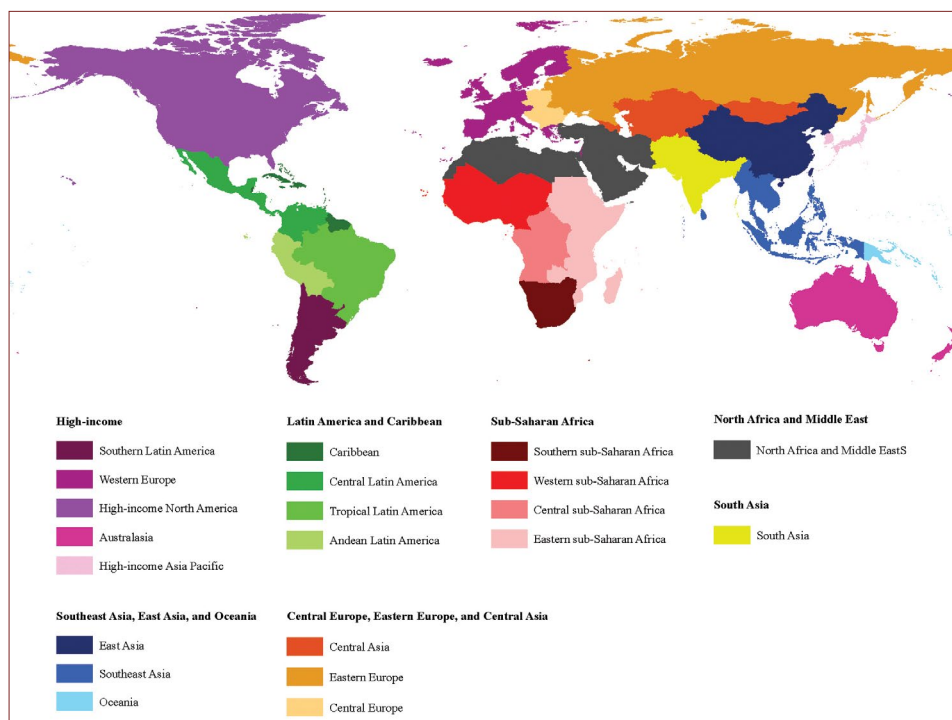 High-income
Southern Latin America
Western Europe
High-income North America
Australasia
High-income Asia Pacific
Latin America and Caribbean
Caribbean
Central Latin America
Tropical Latin America
Andean Latin America
Sub-Saharan Africa
Southern sub-Saharan Africa
Western sub-Saharan Africa
Central sub-Saharan Africa
Eastern sub-Saharan Africa
North Africa and Middle East
North Africa and Middle EastS
South Asia
South Asia
Southeast Asia, East Asia, and Oceania
East Asia
Southeast Asia
Oceania
Central Europe, Eastern Europe, and Central Asia
Central Asia
Eastern Europe
Central Europe